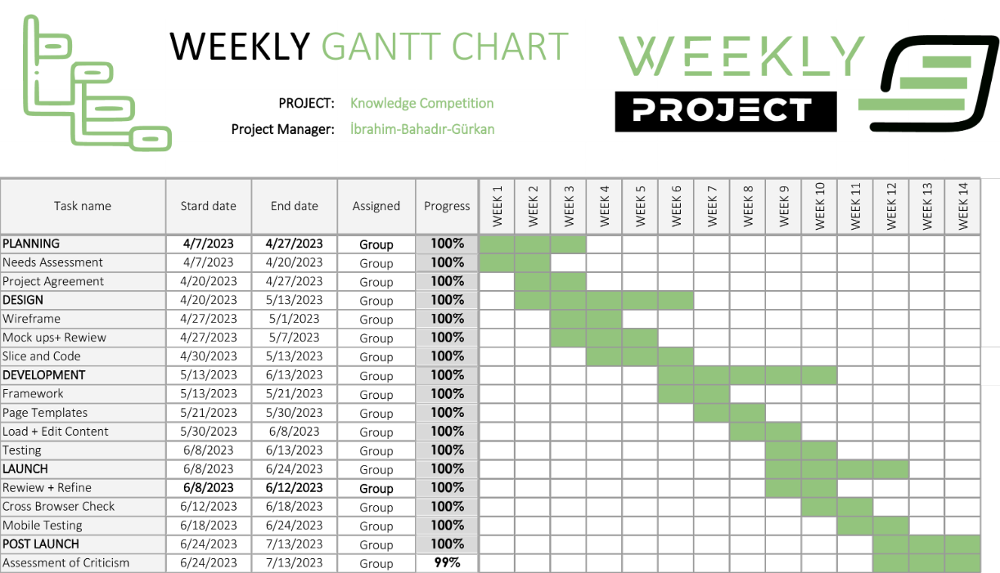 WEEKLY GANTT CHART
PROJECT: Knowledge Competition
Project Manager: İbrahim-Bahadır-Gürkan
WEEKLY
PROJECT
Task name Stard date End date Assigned Progress WEEK 1 WEEK 2 WEEK 3 WEEK 4 WEEK 5 WEEK 6 WEEK 7 WEEK 8 WEEK 9 WEEK 10 WEEK 11 WEEK 12 WEEK 13 WEEK 14
PLANNING 4/7/2023 4/27/2023 Group 100%
Needs Assessment 4/7/2023 4/20/2023 Group 100%
Project Agreement 4/20/2023 4/27/2023 Group 100%
DESIGN 4/20/2023 5/13/2023 Group 100%
Wireframe 4/27/2023 5/1/2023 Group 100%
Mock ups+ Rewiew 4/27/2023 5/7/2023 Group 100%
Slice and Code 4/30/2023 5/13/2023 Group 100%
DEVELOPMENT 5/13/2023 6/13/2023 Group 100%
Framework 5/13/2023 5/21/2023 Group 100%
Page Templates 5/21/2023 5/30/2023 Group 100%
Load + Edit Content 5/30/2023 6/8/2023 Group 100%
Testing 6/8/2023 6/13/2023 Group 100%
LAUNCH 6/8/2023 6/24/2023 Group 100%
Rewiew + Refine 6/8/2023 6/12/2023 Group 100%
Cross Browser Check 6/12/2023 6/18/2023 Group 100%
Mobile Testing 6/18/2023 6/24/2023 Group 100%
POST LAUNCH 6/24/2023 7/13/2023 Group 100%
Assessment of Criticism 6/24/2023 7/13/2023 Group 99%